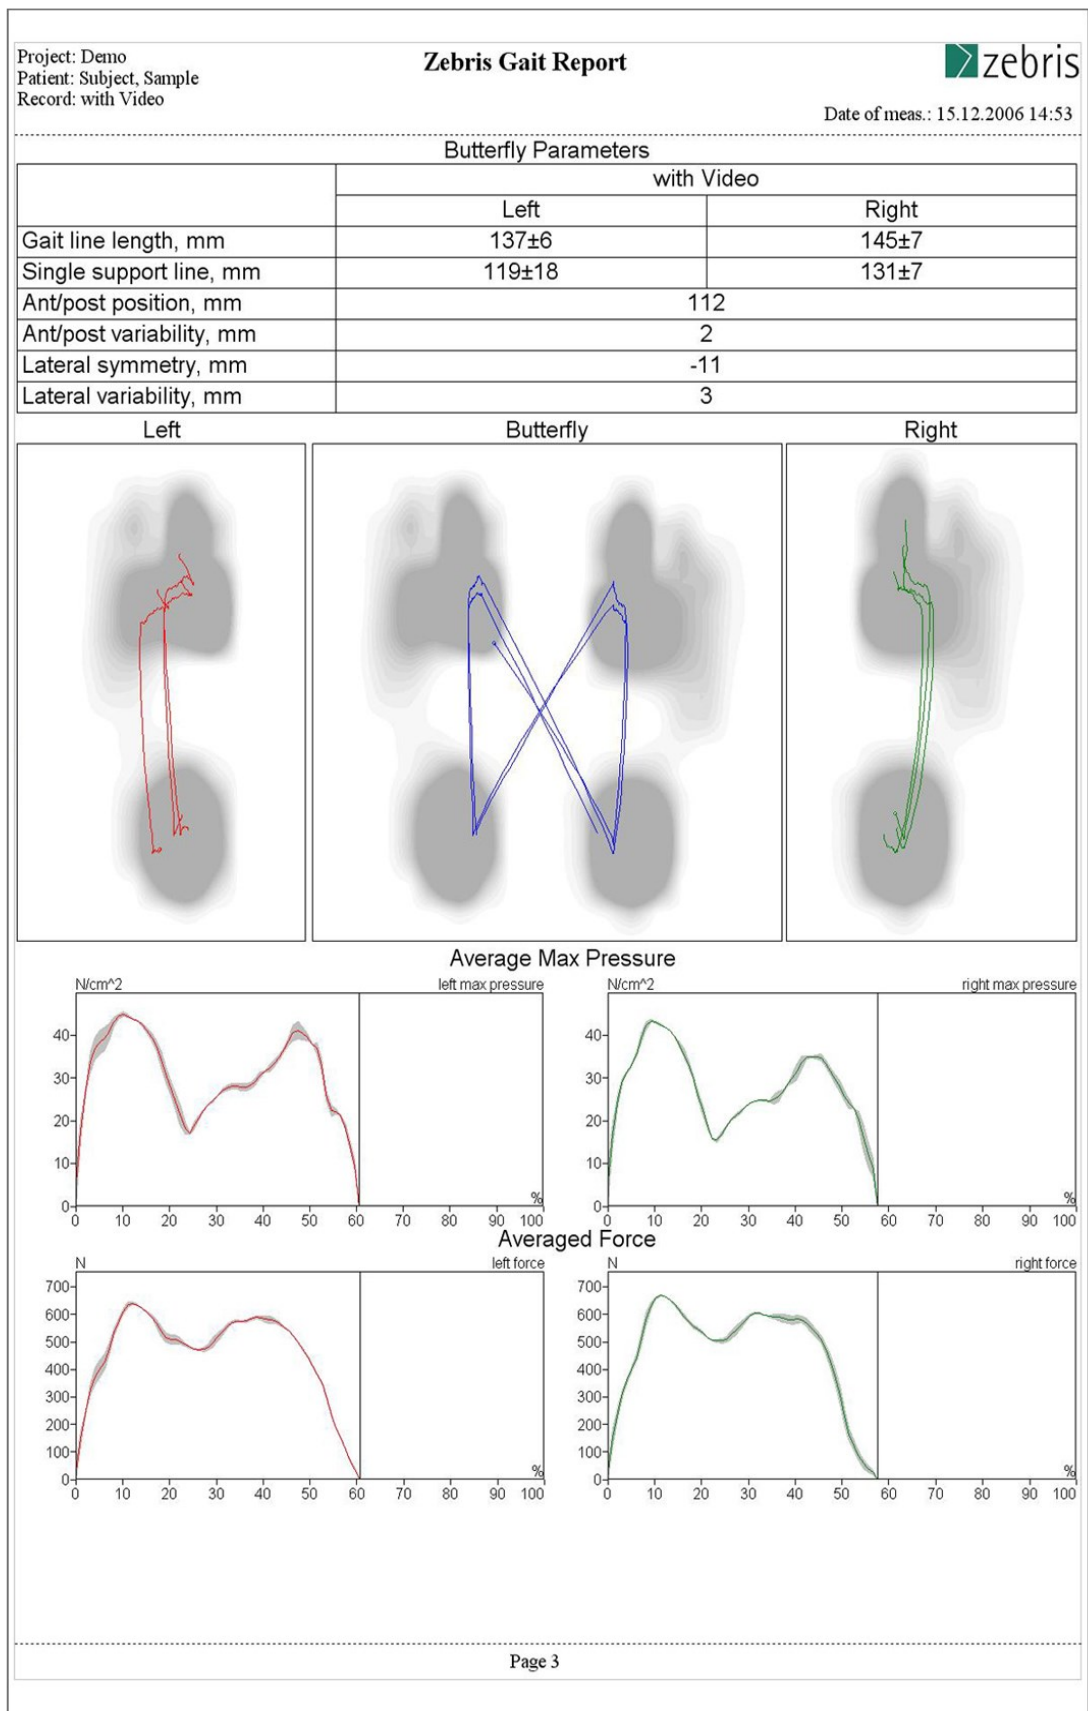 Project: Demo
Patient: Subject, Sample
Record: with Video
Zebris Gait Report
zebris
Date of meas.: 15.12.2006 14:53
Butterfly Parameters
with Video
Left Right
Gait line length, mm 137±6 145±7
Single support line, mm 119±18 131±7
Ant/post position, mm 112
Ant/post variability, mm 2
Lateral symmetry, mm -11
Lateral variability, mm 3
Left Butterfly Right
Average Max Pressure
N/cm^2 left max pressure
40
30
20
10
0
%
0 10 20 30 40 50 60 70 80 90 100
N/cm^2 right max pressure
40
30
20
10
0
%
0 10 20 30 40 50 60 70 80 90 100
Averaged Force
N left force
700
600
500
400
300
200
100
0
%
0 10 20 30 40 50 60 70 80 90 100
N right force
700
600
500
400
300
200
100
0
%
0 10 20 30 40 50 60 70 80 90 100
Page 3